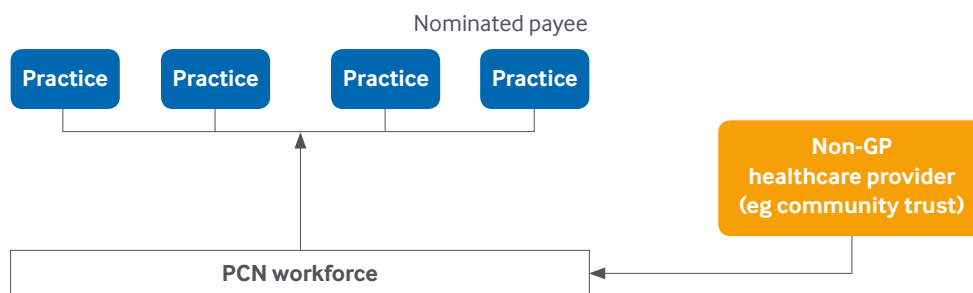 Nominated payee
Practice
Practice
Practice
Practice
Non-GP
healthcare provider
(eg community trust)
PCN workforce